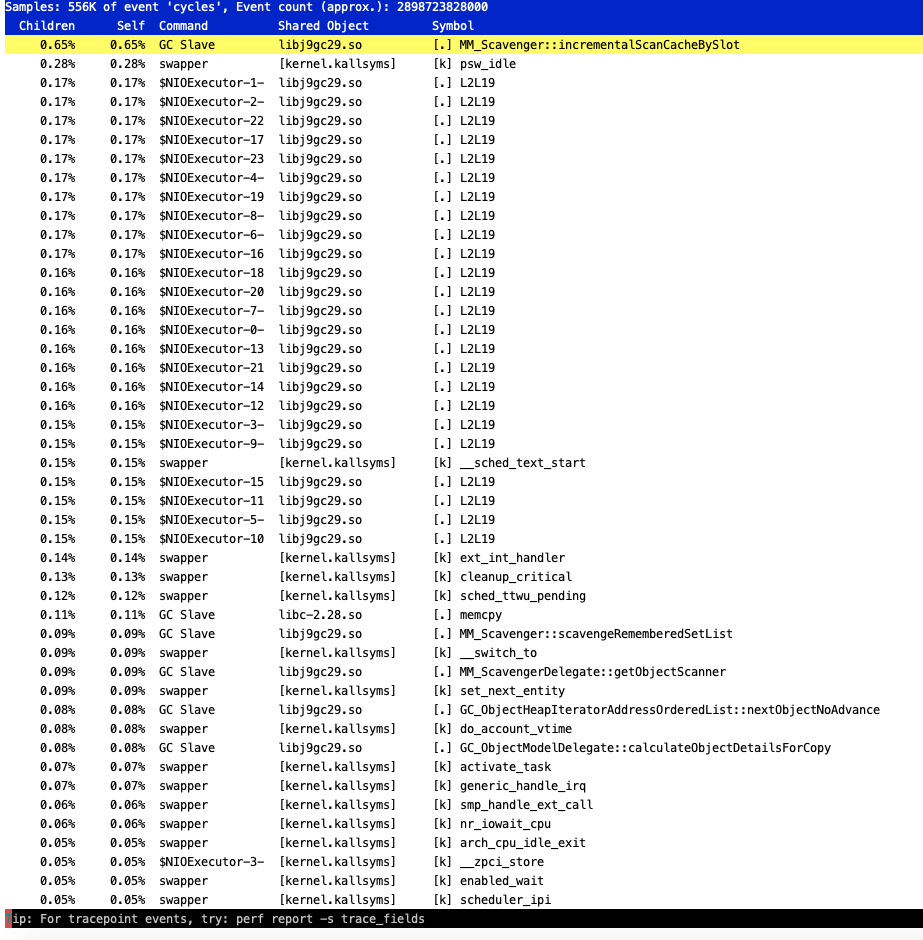 Samples: 556K of event 'cycles', Event count (approx.): 2898723828000
Children Self Command Shared Object Symbol
0.65% 0.65% GC Slave libj9gc29.so [.] MM_Scavenger::incrementalScanCacheBySlot
0.28% 0.28% swapper [kernel.kallsyms] [k] psw_idle
0.17% 0.17% $NIOExecutor-1- libj9gc29.so [.] L2L19
0.17% 0.17% $NIOExecutor-2- libj9gc29.so [.] L2L19
0.17% 0.17% $NIOExecutor-22 libj9gc29.so [.] L2L19
0.17% 0.17% $NIOExecutor-17 libj9gc29.so [.] L2L19
0.17% 0.17% $NIOExecutor-23 libj9gc29.so [.] L2L19
0.17% 0.17% $NIOExecutor-4- libj9gc29.so [.] L2L19
0.17% 0.17% $NIOExecutor-19 libj9gc29.so [.] L2L19
0.17% 0.17% $NIOExecutor-8- libj9gc29.so [.] L2L19
0.17% 0.17% $NIOExecutor-6- libj9gc29.so [.] L2L19
0.17% 0.17% $NIOExecutor-16 libj9gc29.so [.] L2L19
0.16% 0.16% $NIOExecutor-18 libj9gc29.so [.] L2L19
0.16% 0.16% $NIOExecutor-20 libj9gc29.so [.] L2L19
0.16% 0.16% $NIOExecutor-7- libj9gc29.so [.] L2L19
0.16% 0.16% $NIOExecutor-0- libj9gc29.so [.] L2L19
0.16% 0.16% $NIOExecutor-13 libj9gc29.so [.] L2L19
0.16% 0.16% $NIOExecutor-21 libj9gc29.so [.] L2L19
0.16% 0.16% $NIOExecutor-14 libj9gc29.so [.] L2L19
0.16% 0.16% $NIOExecutor-12 libj9gc29.so [.] L2L19
0.15% 0.15% $NIOExecutor-3- libj9gc29.so [.] L2L19
0.15% 0.15% $NIOExecutor-9- libj9gc29.so [.] L2L19
0.15% 0.15% swapper [kernel.kallsyms] [k] __sched_text_start
0.15% 0.15% $NIOExecutor-15 libj9gc29.so [.] L2L19
0.15% 0.15% $NIOExecutor-11 libj9gc29.so [.] L2L19
0.15% 0.15% $NIOExecutor-5- libj9gc29.so [.] L2L19
0.15% 0.15% $NIOExecutor-10 libj9gc29.so [.] L2L19
0.14% 0.14% swapper [kernel.kallsyms] [k] ext_int_handler
0.13% 0.13% swapper [kernel.kallsyms] [k] cleanup_critical
0.12% 0.12% swapper [kernel.kallsyms] [k] sched_ttwu_pending
0.11% 0.11% GC Slave libc-2.28.so [.] memcpy
0.09% 0.09% GC Slave libj9gc29.so [.] MM_Scavenger::scavengeRememberedSetList
0.09% 0.09% swapper [kernel.kallsyms] [k] __switch_to
0.09% 0.09% GC Slave libj9gc29.so [.] MM_ScavengerDelegate::getObjectScanner
0.09% 0.09% swapper [kernel.kallsyms] [k] set_next_entity
0.08% 0.08% GC Slave libj9gc29.so [.] GC_ObjectHeapIteratorAddressOrderedList::nextObjectNoAdvance
0.08% 0.08% swapper [kernel.kallsyms] [k] do_account_vtime
0.08% 0.08% GC Slave libj9gc29.so [.] GC_ObjectModelDelegate::calculateObjectDetailsForCopy
0.07% 0.07% swapper [kernel.kallsyms] [k] activate_task
0.07% 0.07% swapper [kernel.kallsyms] [k] generic_handle_irq
0.06% 0.06% swapper [kernel.kallsyms] [k] smp_handle_ext_call
0.06% 0.06% swapper [kernel.kallsyms] [k] nr_iowait_cpu
0.05% 0.05% swapper [kernel.kallsyms] [k] arch_cpu_idle_exit
0.05% 0.05% $NIOExecutor-3- [kernel.kallsyms] [k] __zpci_store
0.05% 0.05% swapper [kernel.kallsyms] [k] enabled_wait
0.05% 0.05% swapper [kernel.kallsyms] [k] scheduler_ipi
Tip: For tracepoint events, try: perf report -s trace_fields